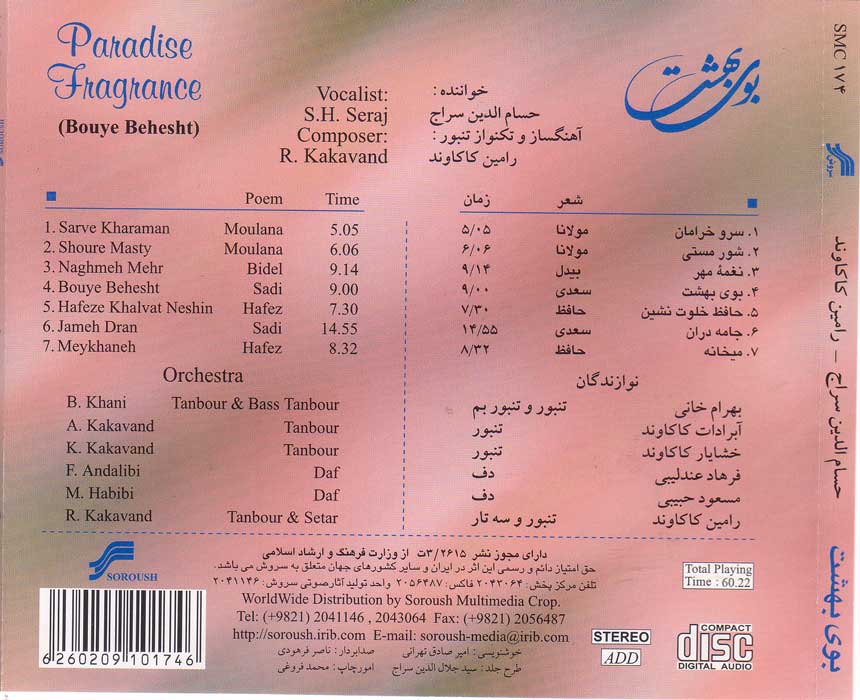 Paradise
Fragrance
(Bouye Behesht)
Vocalist:
S.H. Seraj
Composer:
R. Kakavand
خواننده :
حسام الدین سراج
آهنگساز و تکنواز تنبور :
رامین کاکاوند
بوی بهشت
Poem Time
1. Sarve Kharaman Moulana 5.05
2. Shoure Masty Moulana 6.06
3. Naghmeh Mehr Bidel 9.14
4. Bouye Behesht Sadi 9.00
5. Hafeze Khalvat Neshin Hafez 7.30
6. Jameh Dran Sadi 14.55
7. Meykhaneh Hafez 8.32
شعر زمان
۱. سرو خرامان مولانا ۵/۰۵
۲. شور مستی مولانا ۶/۰۶
۳. نغمهٔ مهر بیدل ۹/۱۴
۴. بوی بهشت سعدی ۹/۰۰
۵. حافظ خلوت نشین حافظ ۷/۳۰
۶. جامه دران سعدی ۱۴/۵۵
۷. میخانه حافظ ۸/۳۲
Orchestra
B. Khani Tanbour & Bass Tanbour
A. Kakavand Tanbour
K. Kakavand Tanbour
F. Andalibi Daf
M. Habibi Daf
R. Kakavand Tanbour & Setar
نوازندگان
بهرام خانی تنبور و تنبور بم
آبرادات کاکاوند تنبور
خشایار کاکاوند تنبور
فرهاد عندلیبی دف
مسعود حبیبی دف
رامین کاکاوند تنبور و سه تار
SOROUSH
دارای مجوز نشر ۳/۲۶۱۵ت از وزارت فرهنگ و ارشاد اسلامی
حق امتیاز دائم و رسمی این اثر در ایران و سایر کشورهای جهان متعلق به سروش می باشد.
تلفن مرکز پخش: ۲۰۴۳۰۶۴ فاکس: ۲۰۵۶۴۸۷ واحد تولید آثارصوتی سروش: ۲۰۴۱۱۴۶
WorldWide Distribution by Soroush Multimedia Crop.
Tel: (+9821) 2041146 , 2043064 Fax: (+9821) 2056487
http://soroush.irib.com E-mail: soroush-media@irib.com
خوشنویسی: امیر صادق تهرانی صدابردار: ناصر فرهودی
طرح جلد: سید جلال الدین سراج امورچاپ: محمد فروغی
6260209101746
Total Playing
Time : 60.22
STEREO
ADD
COMPACT
disc
DIGITAL AUDIO
SMC ۱۷۴
سروش
حسام الدین سراج – رامین کاکاوند
بوی بهشت
SOROUSH